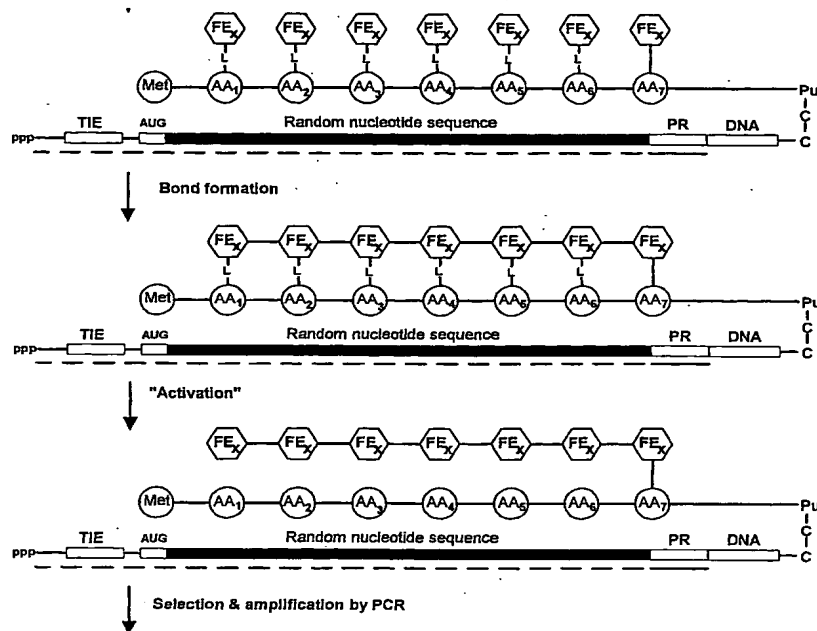 FEx FEx FEx FEx FEx FEx FEx
L L L L L L
Met AA1 AA2 AA3 AA4 AA5 AA6 AA7 Pu
C
TIE AUG Random nucleotide sequence PR DNA
ppp C
Bond formation
FEx FEx FEx FEx FEx FEx FEx
L L L L L L
Met AA1 AA2 AA3 AA4 AA5 AA6 AA7 Pu
C
TIE AUG Random nucleotide sequence PR DNA
ppp C
"Activation"
FEx FEx FEx FEx FEx FEx FEx
Met AA1 AA2 AA3 AA4 AA5 AA6 AA7 Pu
C
TIE AUG Random nucleotide sequence PR DNA
ppp C
Selection & amplification by PCR